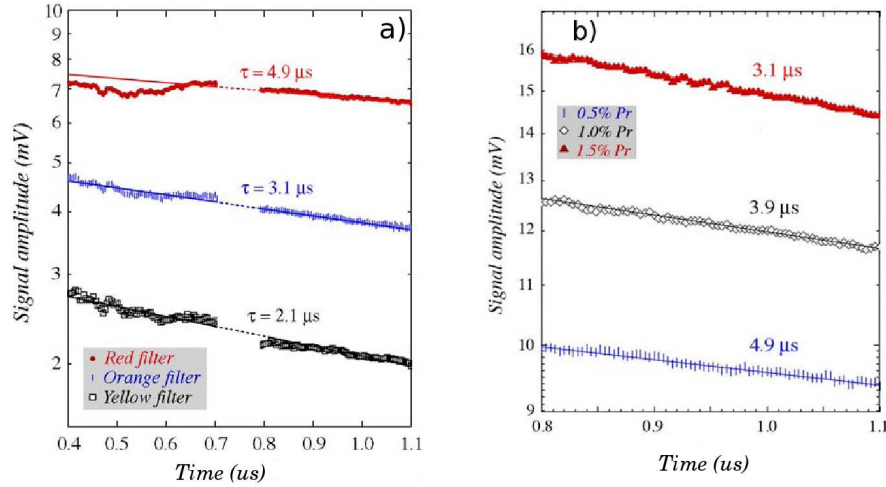 a)
10
9
8
7
6
5
4
3
2
Signal amplitude (mV)
τ = 4.9 µs
τ = 3.1 µs
τ = 2.1 µs
Red filter
Orange filter
Yellow filter
0.4 0.5 0.6 0.7 0.8 0.9 1.0 1.1
Time (us)
b)
16
15
14
13
12
11
10
9
Signal amplitude (mV)
3.1 µs
0.5% Pr
1.0% Pr
1.5% Pr
3.9 µs
4.9 µs
0.8 0.9 1.0 1.1
Time (us)